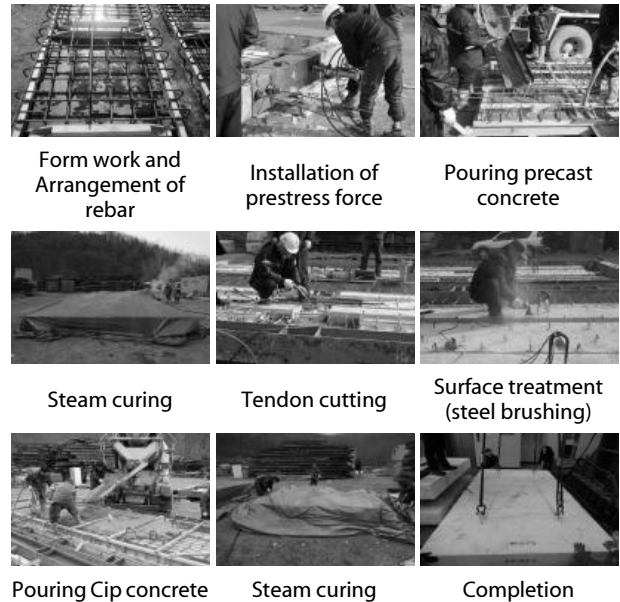 Form work and
Arrangement of
rebar
Installation of
prestress force
Pouring precast
concrete
Steam curing
Tendon cutting
Surface treatment
(steel brushing)
Pouring Cip concrete
Steam curing
Completion